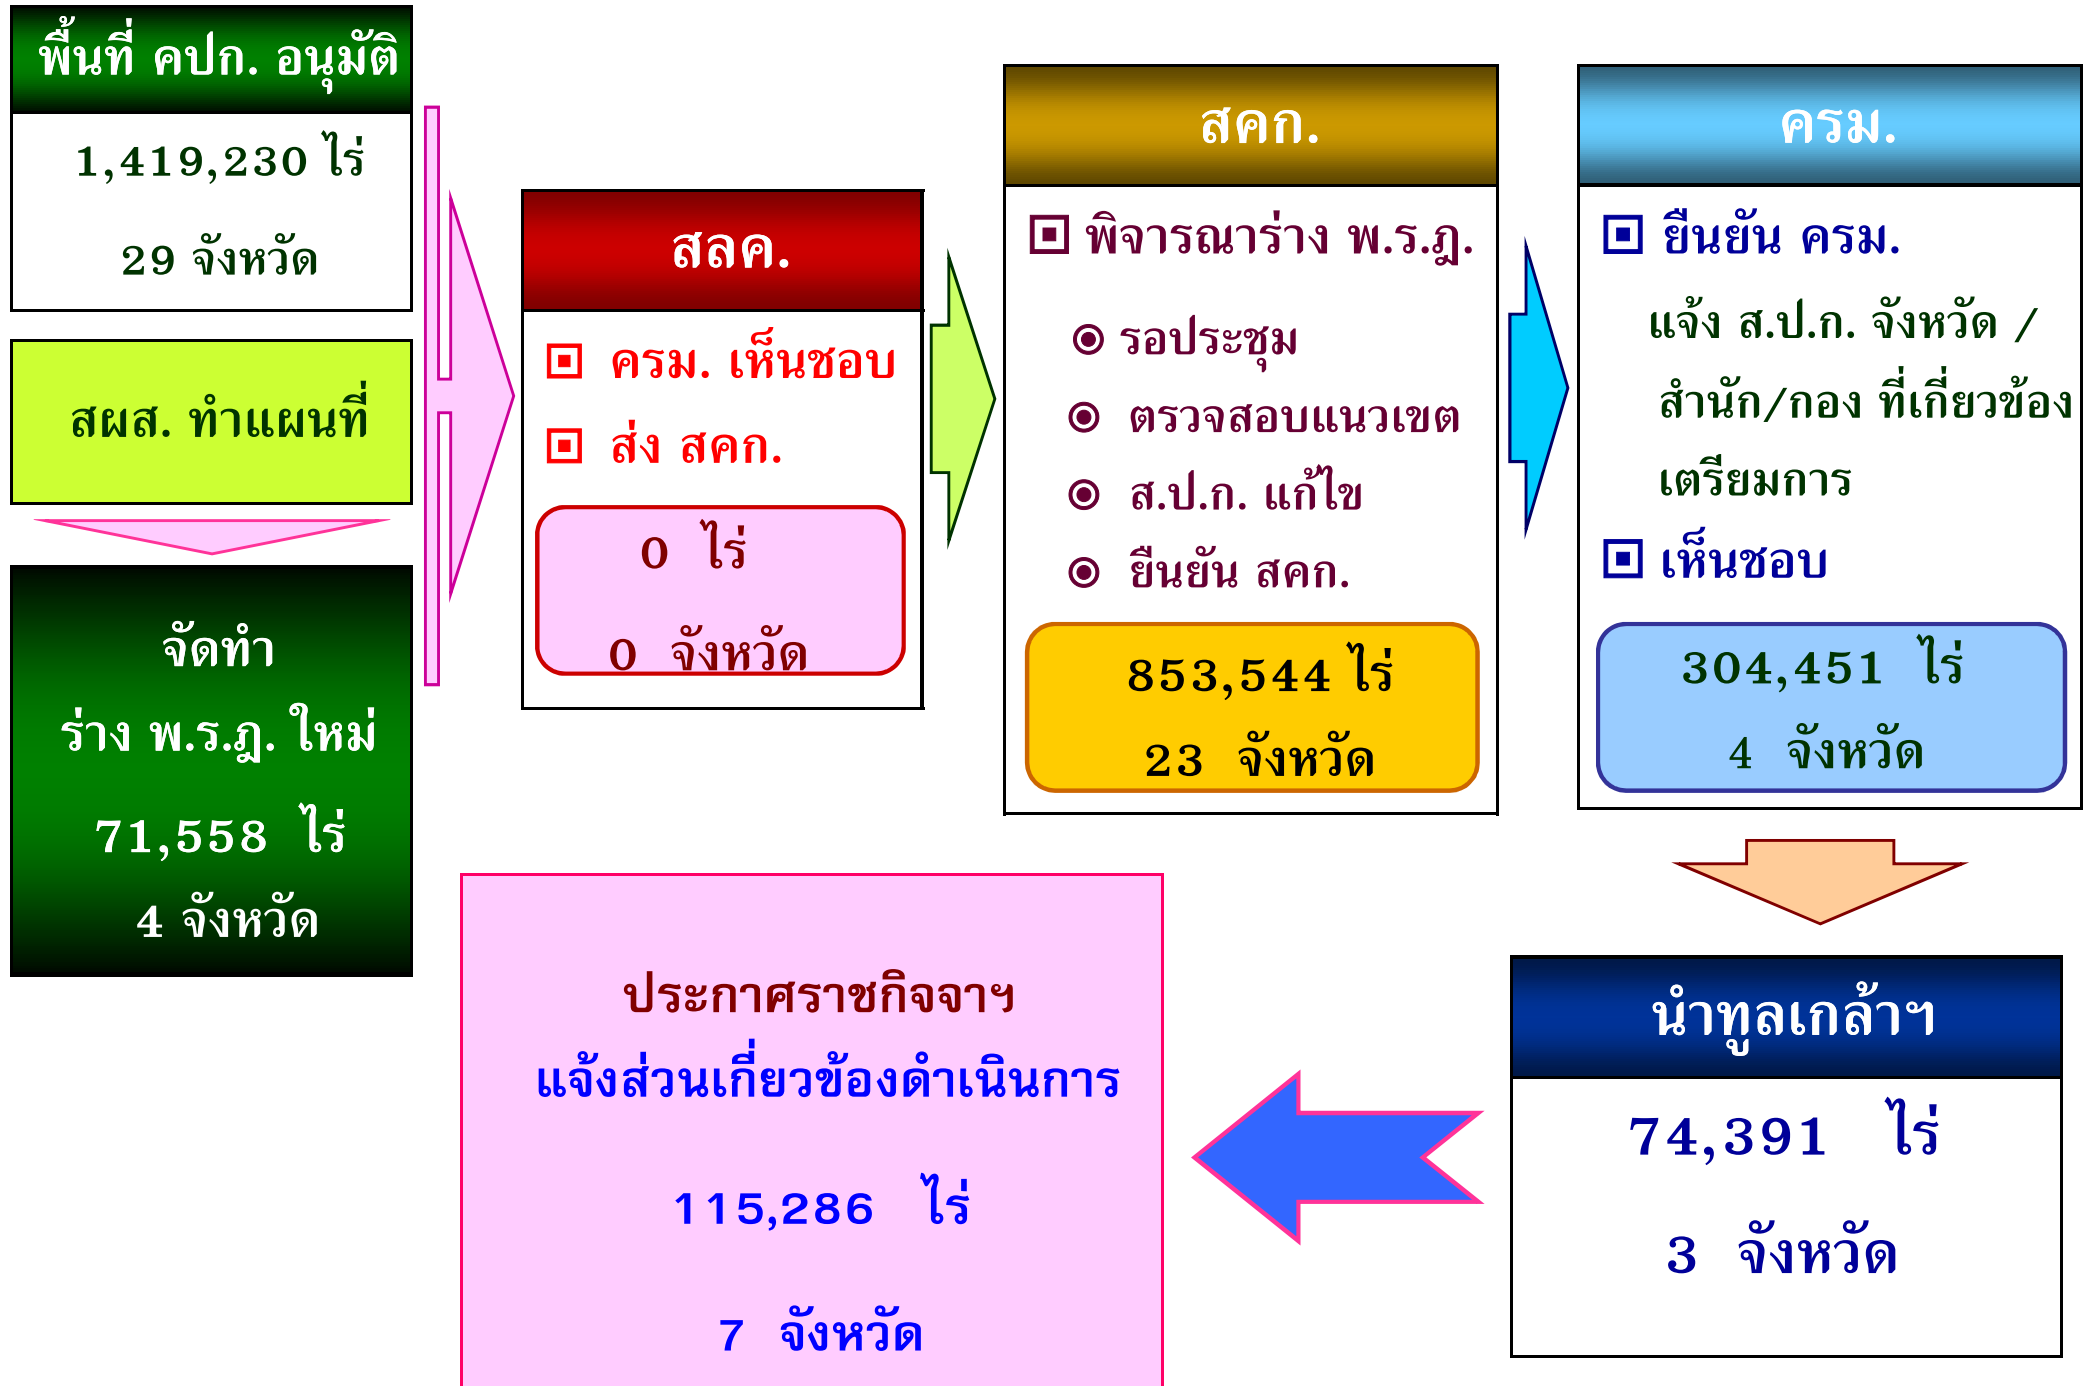 พื้นที่ คปก. อนุมัติ
1,419,230 ไร่
29 จังหวัด
สผส. ทำแผนที่
จัดทำ
ร่าง พ.ร.ฎ. ใหม่
71,558 ไร่
4 จังหวัด
สลค.
ครม. เห็นชอบ
ส่ง สคก.
0 ไร่
0 จังหวัด
สคก.
พิจารณาร่าง พ.ร.ฎ.
รอประชุม
ตรวจสอบแนวเขต
ส.ป.ก. แก้ไข
ยืนยัน สคก.
853,544 ไร่
23 จังหวัด
ครม.
ยืนยัน ครม.
แจ้ง ส.ป.ก. จังหวัด /
สำนัก/กอง ที่เกี่ยวข้อง
เตรียมการ
เห็นชอบ
304,451 ไร่
4 จังหวัด
นำทูลเกล้าฯ
74,391 ไร่
3 จังหวัด
ประกาศราชกิจจาฯ
แจ้งส่วนเกี่ยวข้องดำเนินการ
115,286 ไร่
7 จังหวัด